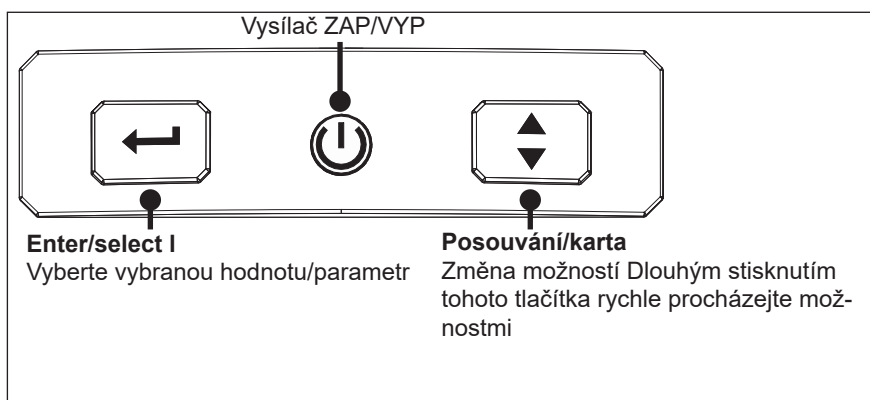 Vysílač ZAP/VYP
Enter/select I
Vyberte vybranou hodnotu/parametr
Posouvání/karta
Změna možností Dlouhým stisknutím
tohoto tlačítka rychle procházejte mož-
nostmi